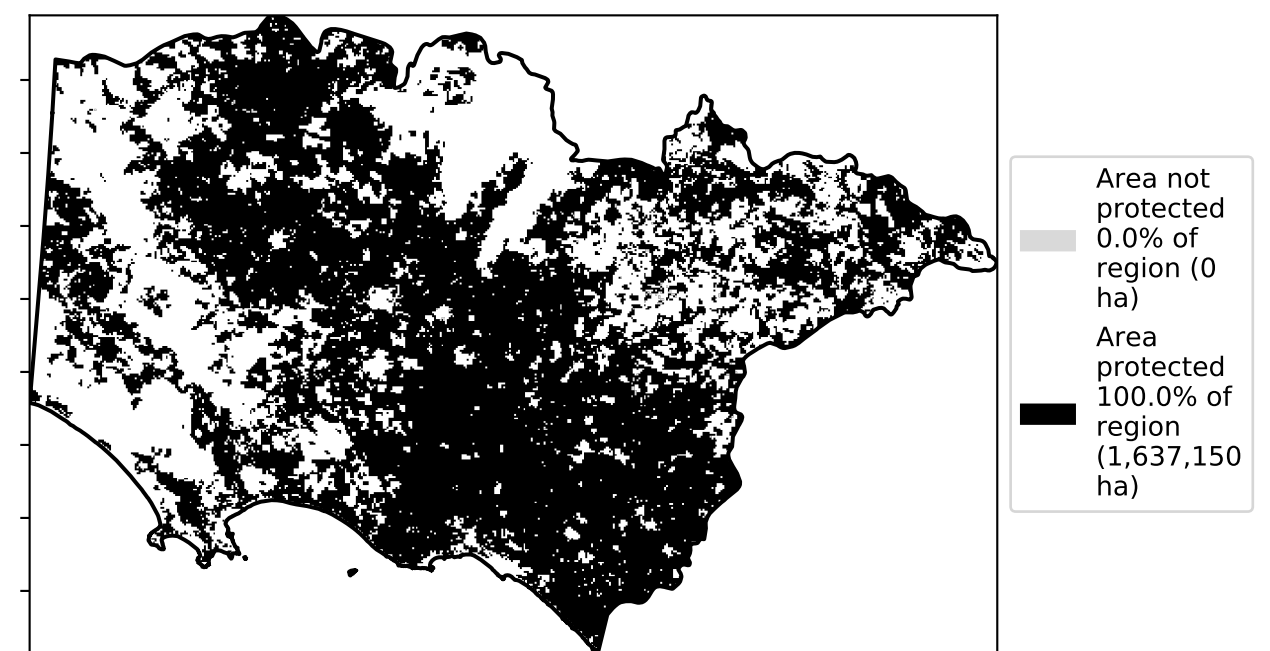 Area not
protected
0.0% of
region (0
ha)
Area
protected
100.0% of
region
(1,637,150
ha)